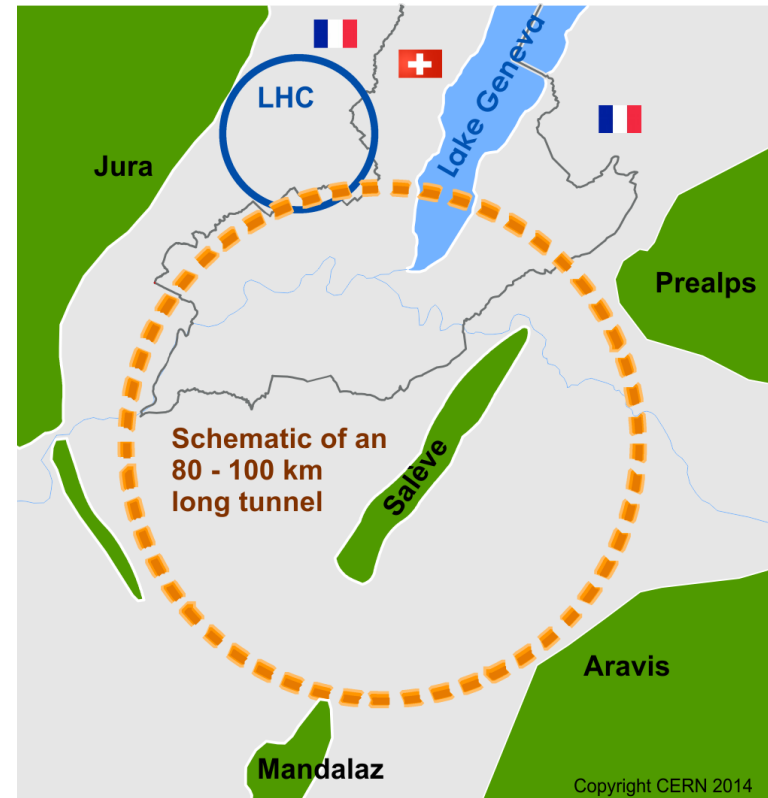 LHC
Lake Geneva
Jura
Prealps
Schematic of an
80 - 100 km
long tunnel
Salève
Aravis
Mandalaz
Copyright CERN 2014